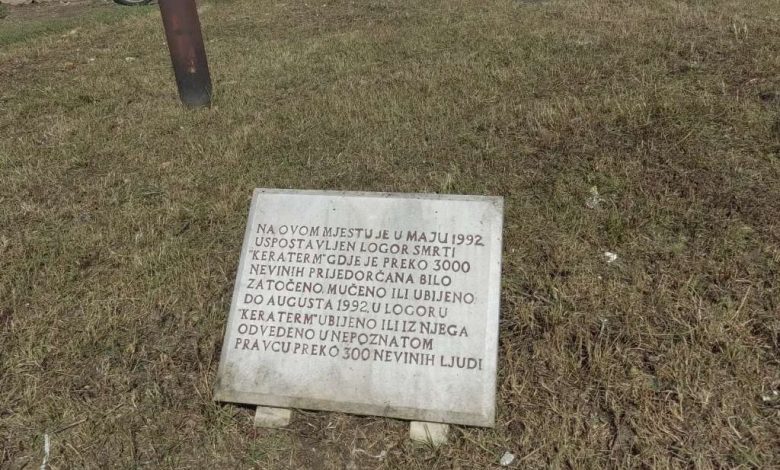 NA OVOM MJESTU JE U MAJU 1992
USPOSTAVLJEN LOGOR SMRTI
"KERATERM" GDJE JE PREKO 3000
NEVINIH PRIJEDORČANA BILO
ZATOČENO, MUČENO ILI UBIJENO
DO AUGUSTA 1992, U LOGORU
"KERATERM" UBIJENO ILI IZ NJEGA
ODVEDENO U NEPOZNATOM
PRAVCU PREKO 300 NEVINIH LJUDI